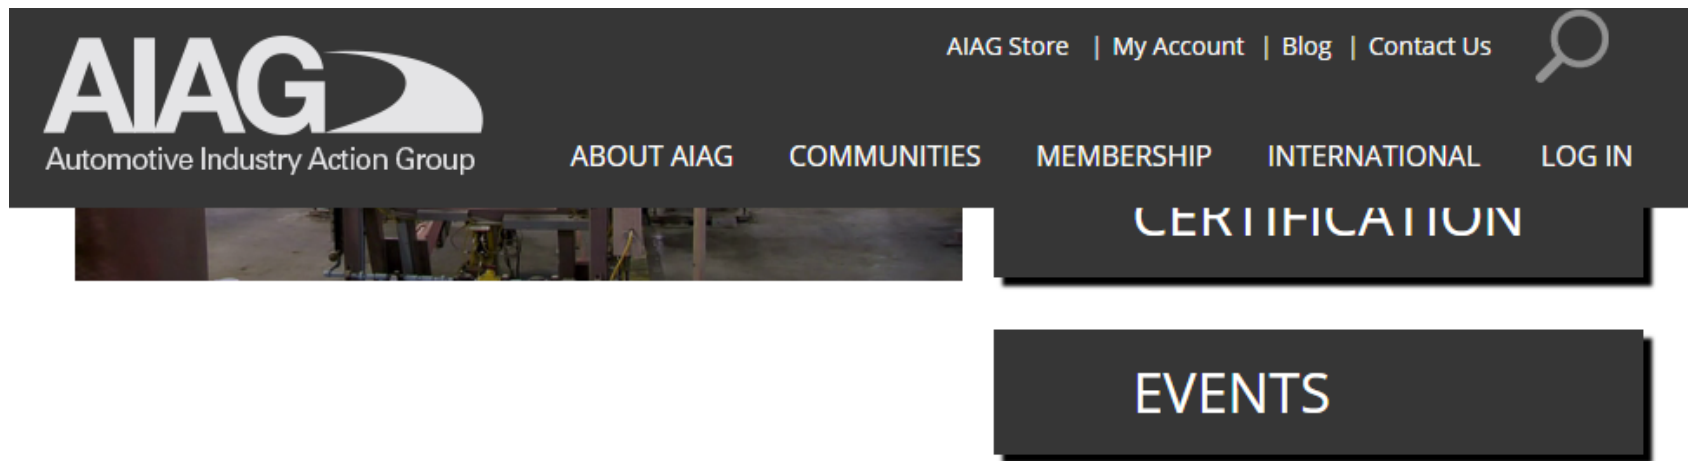 AIAG Store | My Account | Blog | Contact Us
AIAG
Automotive Industry Action Group
ABOUT AIAG COMMUNITIES MEMBERSHIP INTERNATIONAL LOG IN
CERTIFICATION
EVENTS